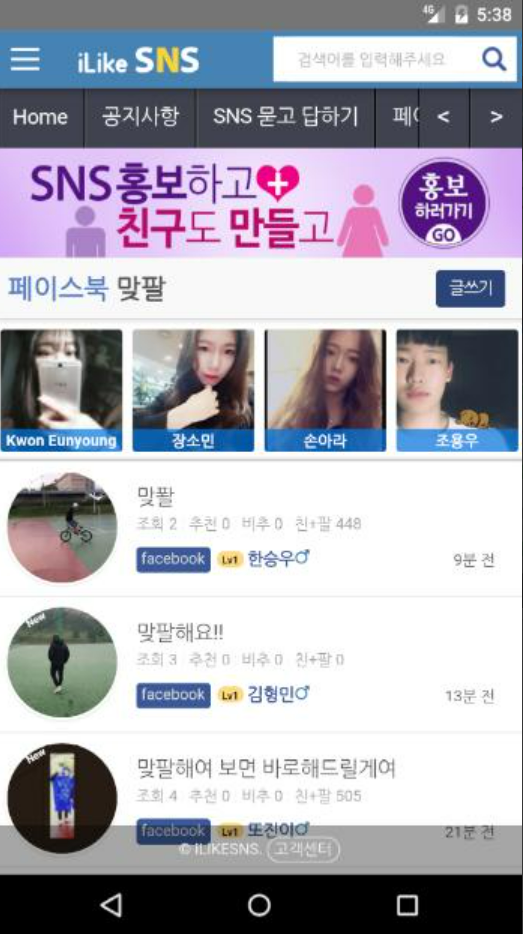 4G 5:38
iLike SNS 검색어를 입력해주세요
Home 공지사항 SNS 묻고 답하기 < >
SNS홍보하고
친구도 만들고
홍보
하러가기
GO
페이스북 맞팔 글쓰기
Kwon Eunyoung 장소민 손아라 조용우
맞퐐
조회 2 추천 0 비추 0 친+팔 448
facebook Lv1 한승우♂ 9분 전
New
맞팔해요!!
조회 3 추천 0 비추 0 친+팔 0
facebook Lv1 김형민♂ 13분 전
New
맞팔해여 보면 바로해드릴게여
조회 4 추천 0 비추 0 친+팔 505
facebook Lv1 또진이♂ 21분 전
© ILIKESNS. 고객센터